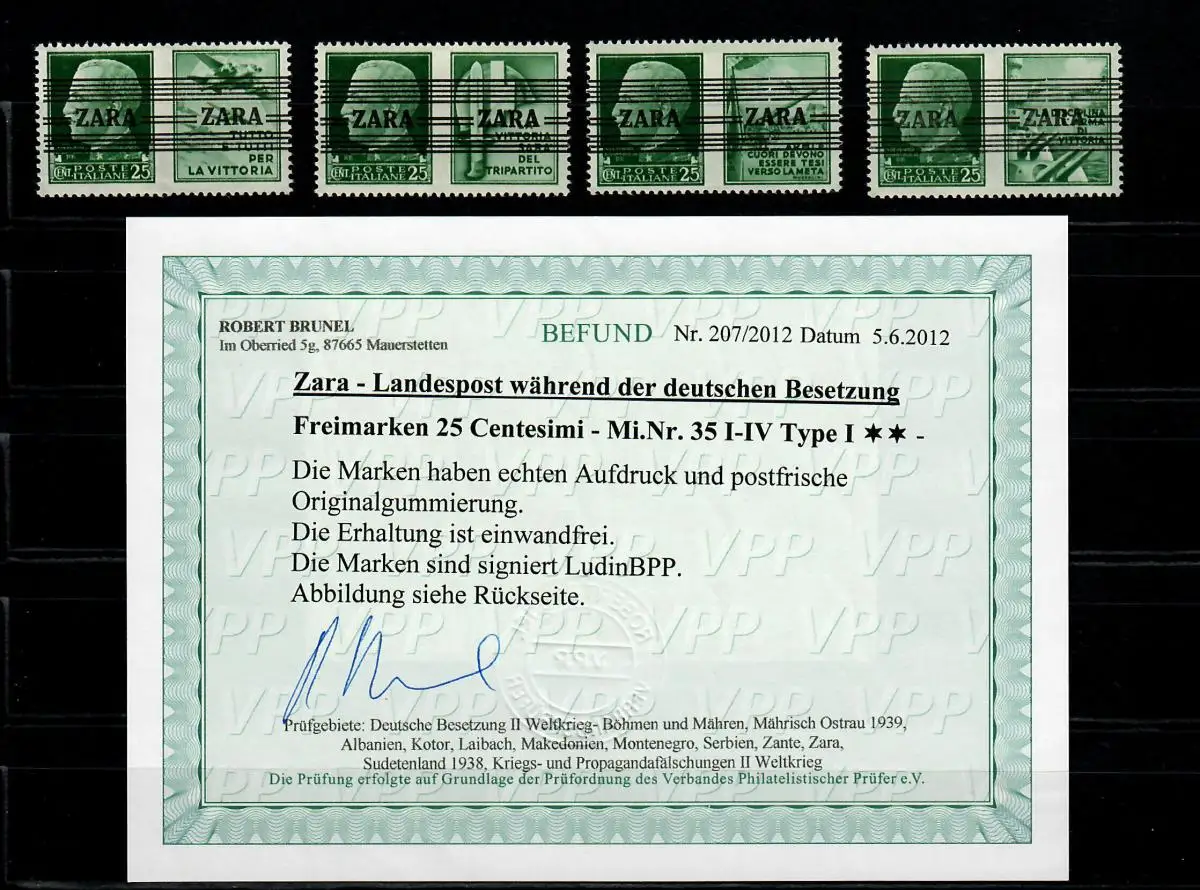 ZARA ZARA
TUTTO
E TUTTI
PER
LA VITTORIA
CENT. POSTE ITALIANE 25
ZARA ZARA
VITTORIA
SARA
DEL
TRIPARTITO
CENT. POSTE ITALIANE 25
ZARA ZARA
CUORI DEVONO
ESSERE TESI
VERSO LA META
MUSSOLINI
CENT. POSTE ITALIANE 25
ZARA ZARA
DI
VITTORIA
CENT. POSTE ITALIANE 25
ROBERT BRUNEL
Im Oberried 5g, 87665 Mauerstetten
BEFUND Nr. 207/2012 Datum 5.6.2012
Zara - Landespost während der deutschen Besetzung
Freimarken 25 Centesimi - Mi.Nr. 35 I-IV Type I ★★ -
Die Marken haben echten Aufdruck und postfrische
Originalgummierung.
Die Erhaltung ist einwandfrei.
Die Marken sind signiert LudinBPP.
Abbildung siehe Rückseite.
Prüfgebiete: Deutsche Besetzung II Weltkrieg- Böhmen und Mähren, Mährisch Ostrau 1939,
Albanien, Kotor, Laibach, Makedonien, Montenegro, Serbien, Zante, Zara,
Sudetenland 1938, Kriegs- und Propagandafälschungen II Weltkrieg
Die Prüfung erfolgte auf Grundlage der Prüfordnung des Verbandes Philatelistischer Prüfer e.V.